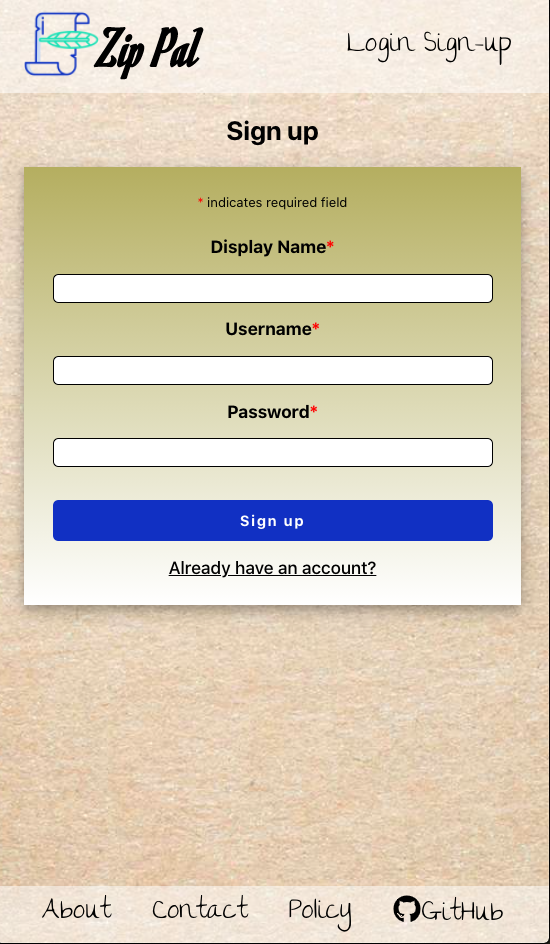 Zip Pal
Login Sign-up
Sign up
* indicates required field
Display Name*
Username*
Password*
Sign up
Already have an account?
About Contact Policy GitHub